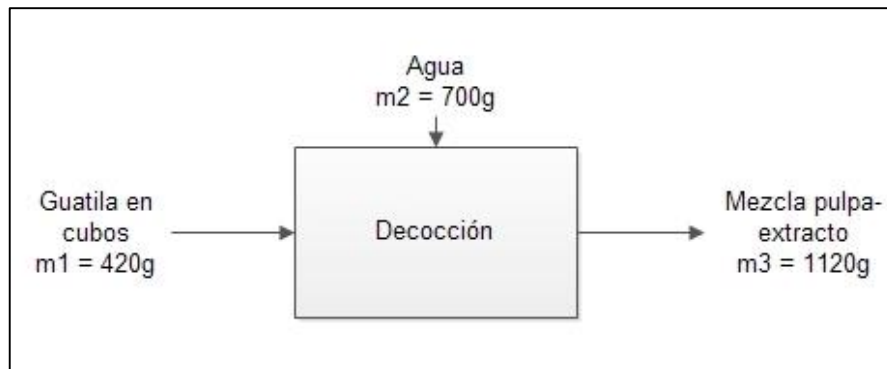 Agua
m2 = 700g
Guatila en
cubos
m1 = 420g
Decocción
Mezcla pulpa-
extracto
m3 = 1120g